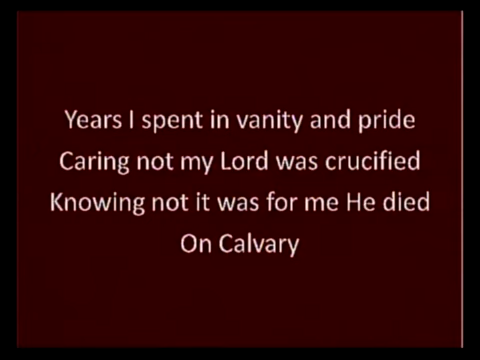 Years I spent in vanity and pride
Caring not my Lord was crucified
Knowing not it was for me He died
On Calvary